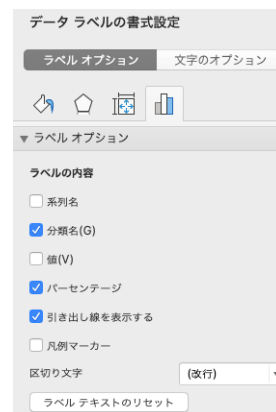 データ ラベルの書式設定
ラベル オプション 文字のオプション
ラベル オプション
ラベルの内容
系列名
分類名(G)
値(V)
パーセンテージ
引き出し線を表示する
凡例マーカー
区切り文字 (改行)
ラベル テキストのリセット